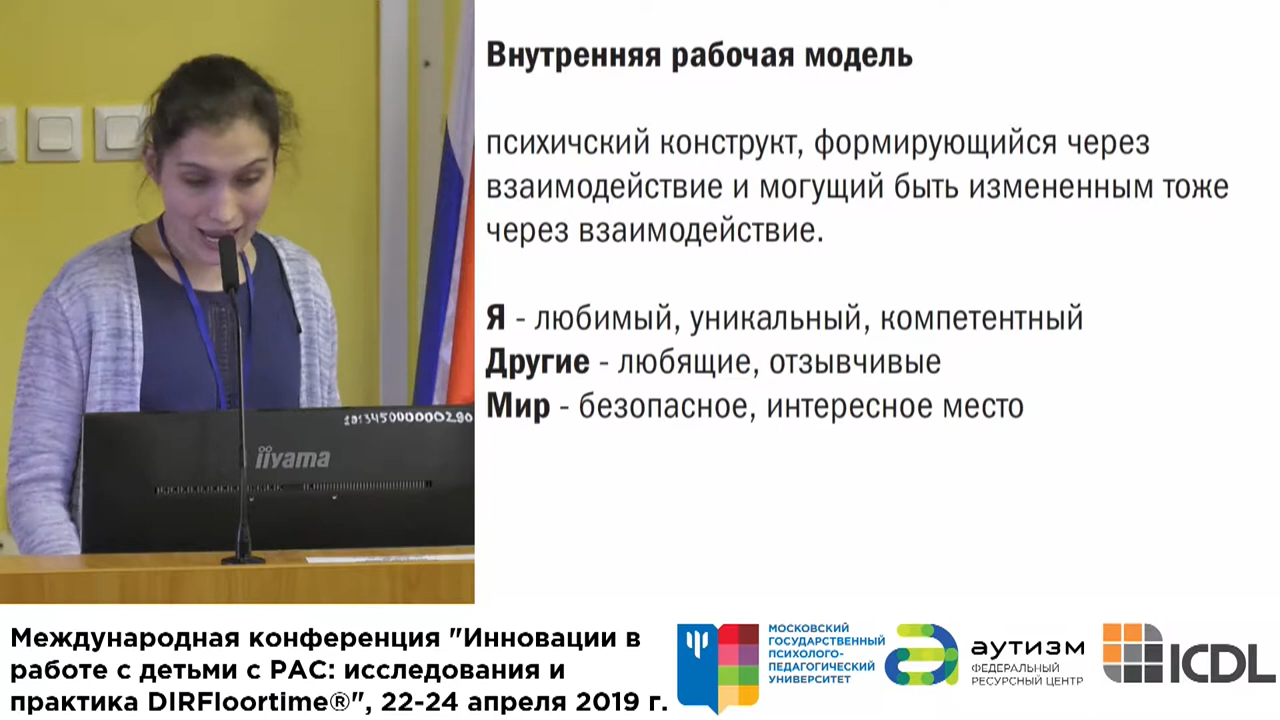 Внутренняя рабочая модель
психичский конструкт, формирующийся через
взаимодействие и могущий быть измененным тоже
через взаимодействие.
Я - любимый, уникальный, компетентный
Другие - любящие, отзывчивые
Мир - безопасное, интересное место
101345000000280
iiyama
Международная конференция "Инновации в
работе с детьми с РАС: исследования и
практика DIRFloortime®", 22-24 апреля 2019 г.
МОСКОВСКИЙ
ГОСУДАРСТВЕННЫЙ
ПСИХОЛОГО-
ПЕДАГОГИЧЕСКИЙ
УНИВЕРСИТЕТ
аутизм
ФЕДЕРАЛЬНЫЙ
РЕСУРСНЫЙ ЦЕНТР
ICDL